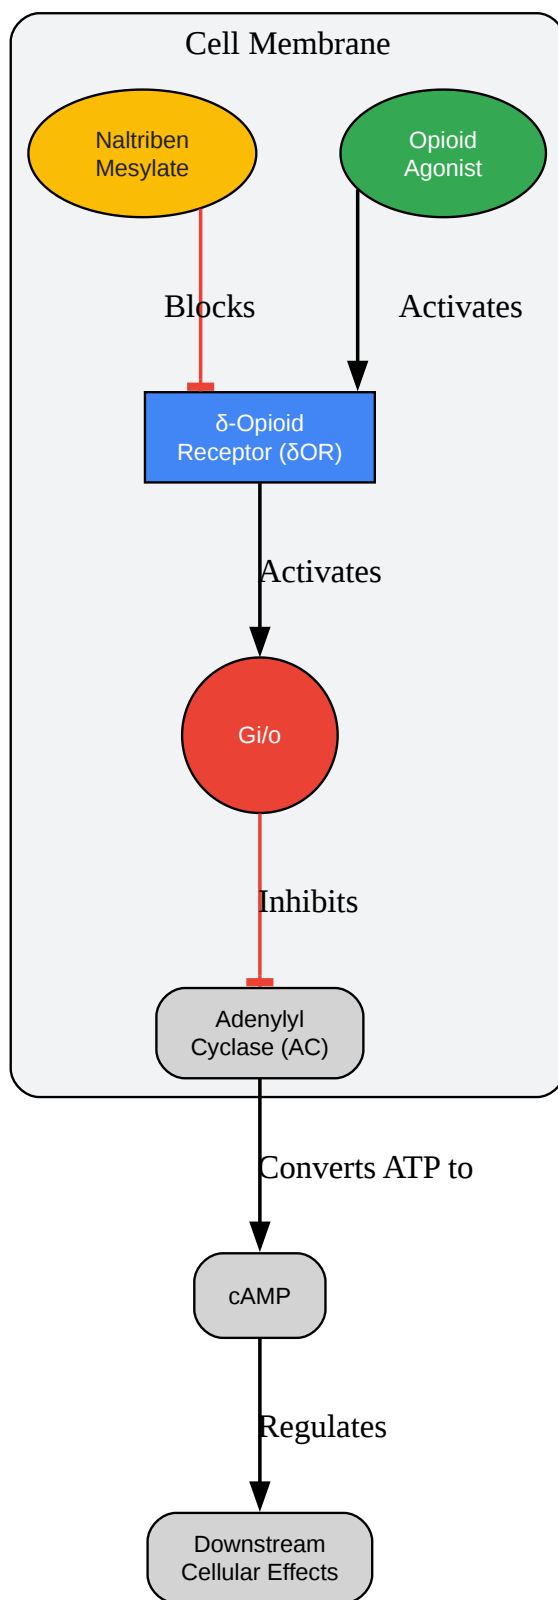 Cell Membrane
Naltriben
Mesylate
Opioid
Agonist
Blocks
Activates
δ-Opioid
Receptor (δOR)
Activates
Gi/o
Inhibits
Adenylyl
Cyclase (AC)
Converts ATP to
cAMP
Regulates
Downstream
Cellular Effects